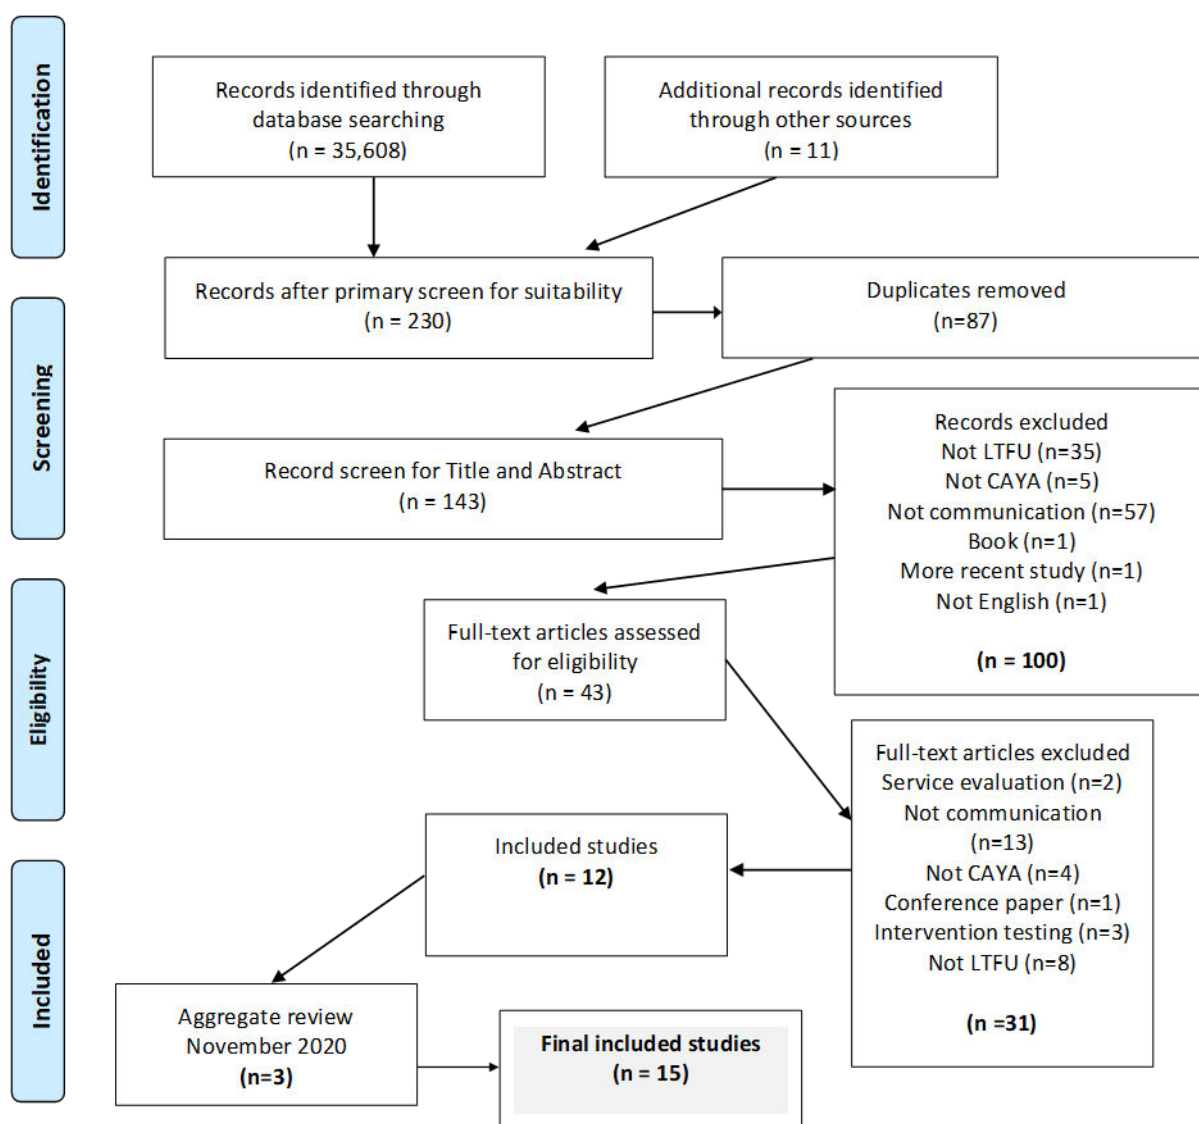 Identification
Records identified through
database searching
(n = 35,608)
Additional records identified
through other sources
(n = 11)
Records after primary screen for suitability
(n = 230)
Duplicates removed
(n=87)
Screening
Record screen for Title and Abstract
(n = 143)
Records excluded
Not LTFU (n=35)
Not CAYA (n=5)
Not communication (n=57)
Book (n=1)
More recent study (n=1)
Not English (n=1)
(n = 100)
Eligibility
Full-text articles assessed
for eligibility
(n = 43)
Full-text articles excluded
Service evaluation (n=2)
Not communication
(n=13)
Not CAYA (n=4)
Conference paper (n=1)
Intervention testing (n=3)
Not LTFU (n=8)
(n =31)
Included studies
(n = 12)
Included
Aggregate review
November 2020
(n=3)
Final included studies
(n = 15)